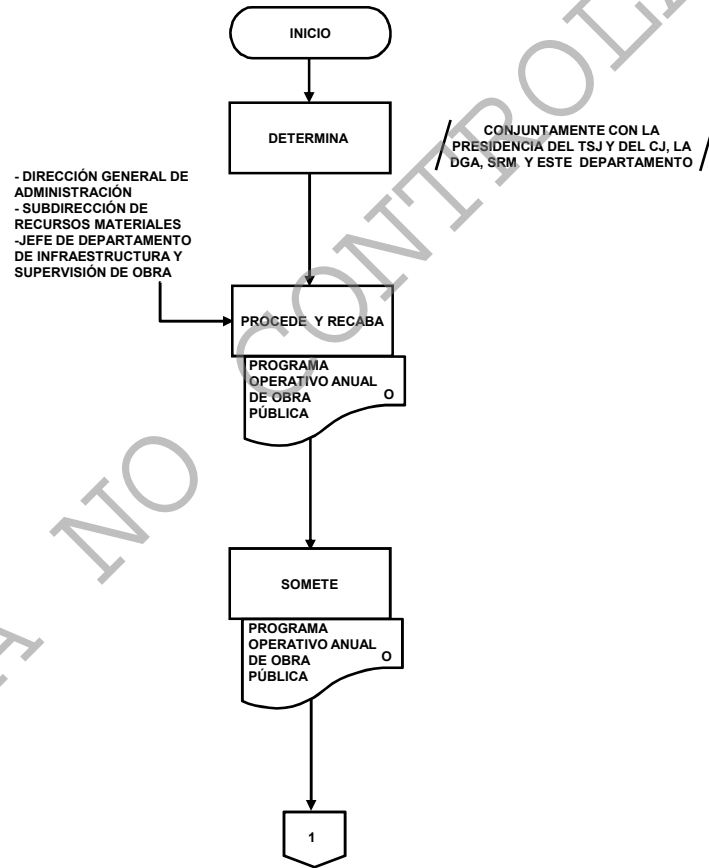 INICIO
DETERMINA
CONJUNTAMENTE CON LA
PRESIDENCIA DEL TSJ Y DEL CJ, LA
DGA, SRM Y ESTE DEPARTAMENTO
- DIRECCIÓN GENERAL DE
ADMINISTRACIÓN
- SUBDIRECCIÓN DE
RECURSOS MATERIALES
-JEFE DE DEPARTAMENTO
DE INFRAESTRUCTURA Y
SUPERVISIÓN DE OBRA
PROCEDE Y RECABA
PROGRAMA
OPERATIVO ANUAL
DE OBRA O
PÚBLICA
SOMETE
PROGRAMA
OPERATIVO ANUAL
DE OBRA O
PÚBLICA
1
A NO CONTROLA